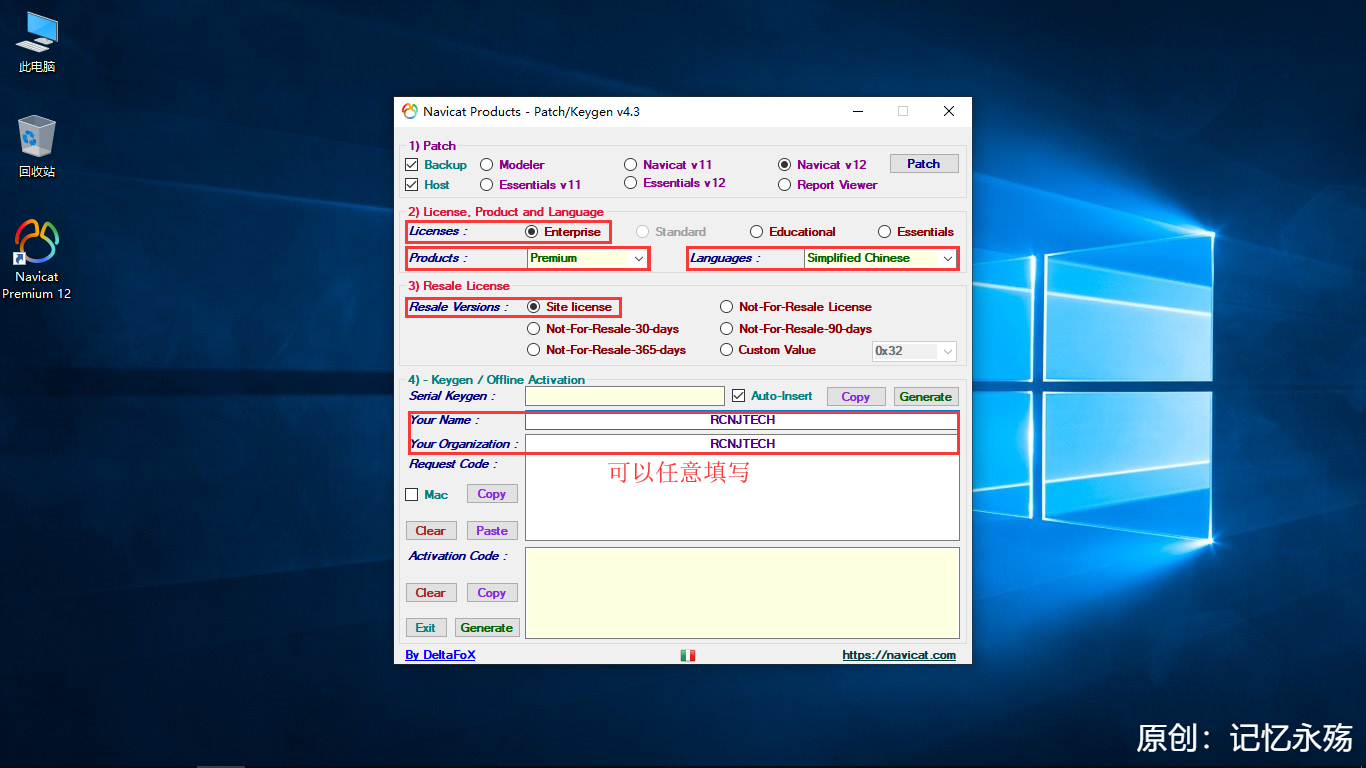 此电脑
回收站
Navicat
Premium 12
Navicat Products - Patch/Keygen v4.3
1) Patch
Backup Modeler Navicat v11 Navicat v12 Patch
Host Essentials v11 Essentials v12 Report Viewer
2) License, Product and Language
Licenses : Enterprise Standard Educational Essentials
Products : Premium Languages : Simplified Chinese
3) Resale License
Resale Versions : Site license Not-For-Resale License
Not-For-Resale-30-days Not-For-Resale-90-days
Not-For-Resale-365-days Custom Value 0x32
4) - Keygen / Offline Activation
Serial Keygen : Auto-Insert Copy Generate
Your Name : RCNJTECH
Your Organization : RCNJTECH
Request Code : 可以任意填写
Mac Copy
Clear Paste
Activation Code :
Clear Copy
Exit Generate
By DeltaFoX https://navicat.com
原创：记忆永殇